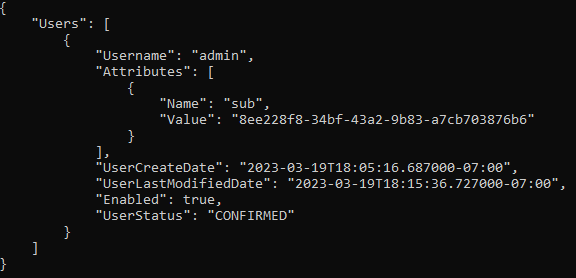 {
    "Users": [
        {
            "Username": "admin",
            "Attributes": [
                {
                    "Name": "sub",
                    "Value": "8ee228f8-34bf-43a2-9b83-a7cb703876b6"
                }
            ],
            "UserCreateDate": "2023-03-19T18:05:16.687000-07:00",
            "UserLastModifiedDate": "2023-03-19T18:15:36.727000-07:00",
            "Enabled": true,
            "UserStatus": "CONFIRMED"
        }
    ]
}